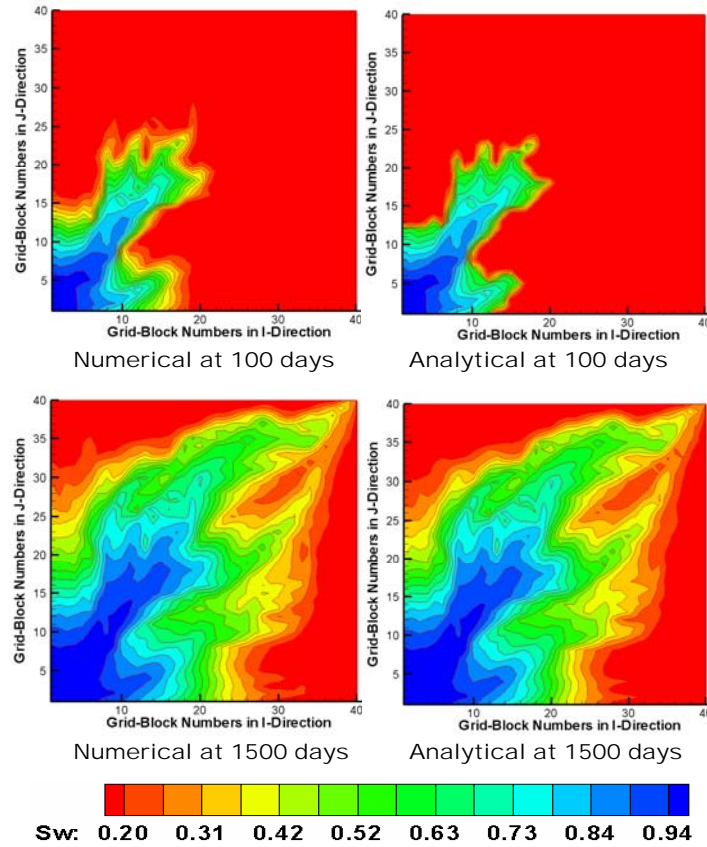 40
35
30
25
20
15
10
5
10 20 30 40
Grid-Block Numbers in J-Direction
Grid-Block Numbers in I-Direction
Numerical at 100 days
40
35
30
25
20
15
10
5
10 20 30 40
Grid-Block Numbers in J-Direction
Grid-Block Numbers in I-Direction
Analytical at 100 days
40
35
30
25
20
15
10
5
10 20 30 40
Grid-Block Numbers in J-Direction
Grid-Block Numbers in I-Direction
Numerical at 1500 days
40
35
30
25
20
15
10
5
10 20 30 40
Grid-Block Numbers in J-Direction
Grid-Block Numbers in I-Direction
Analytical at 1500 days
Sw: 0.20 0.31 0.42 0.52 0.63 0.73 0.84 0.94